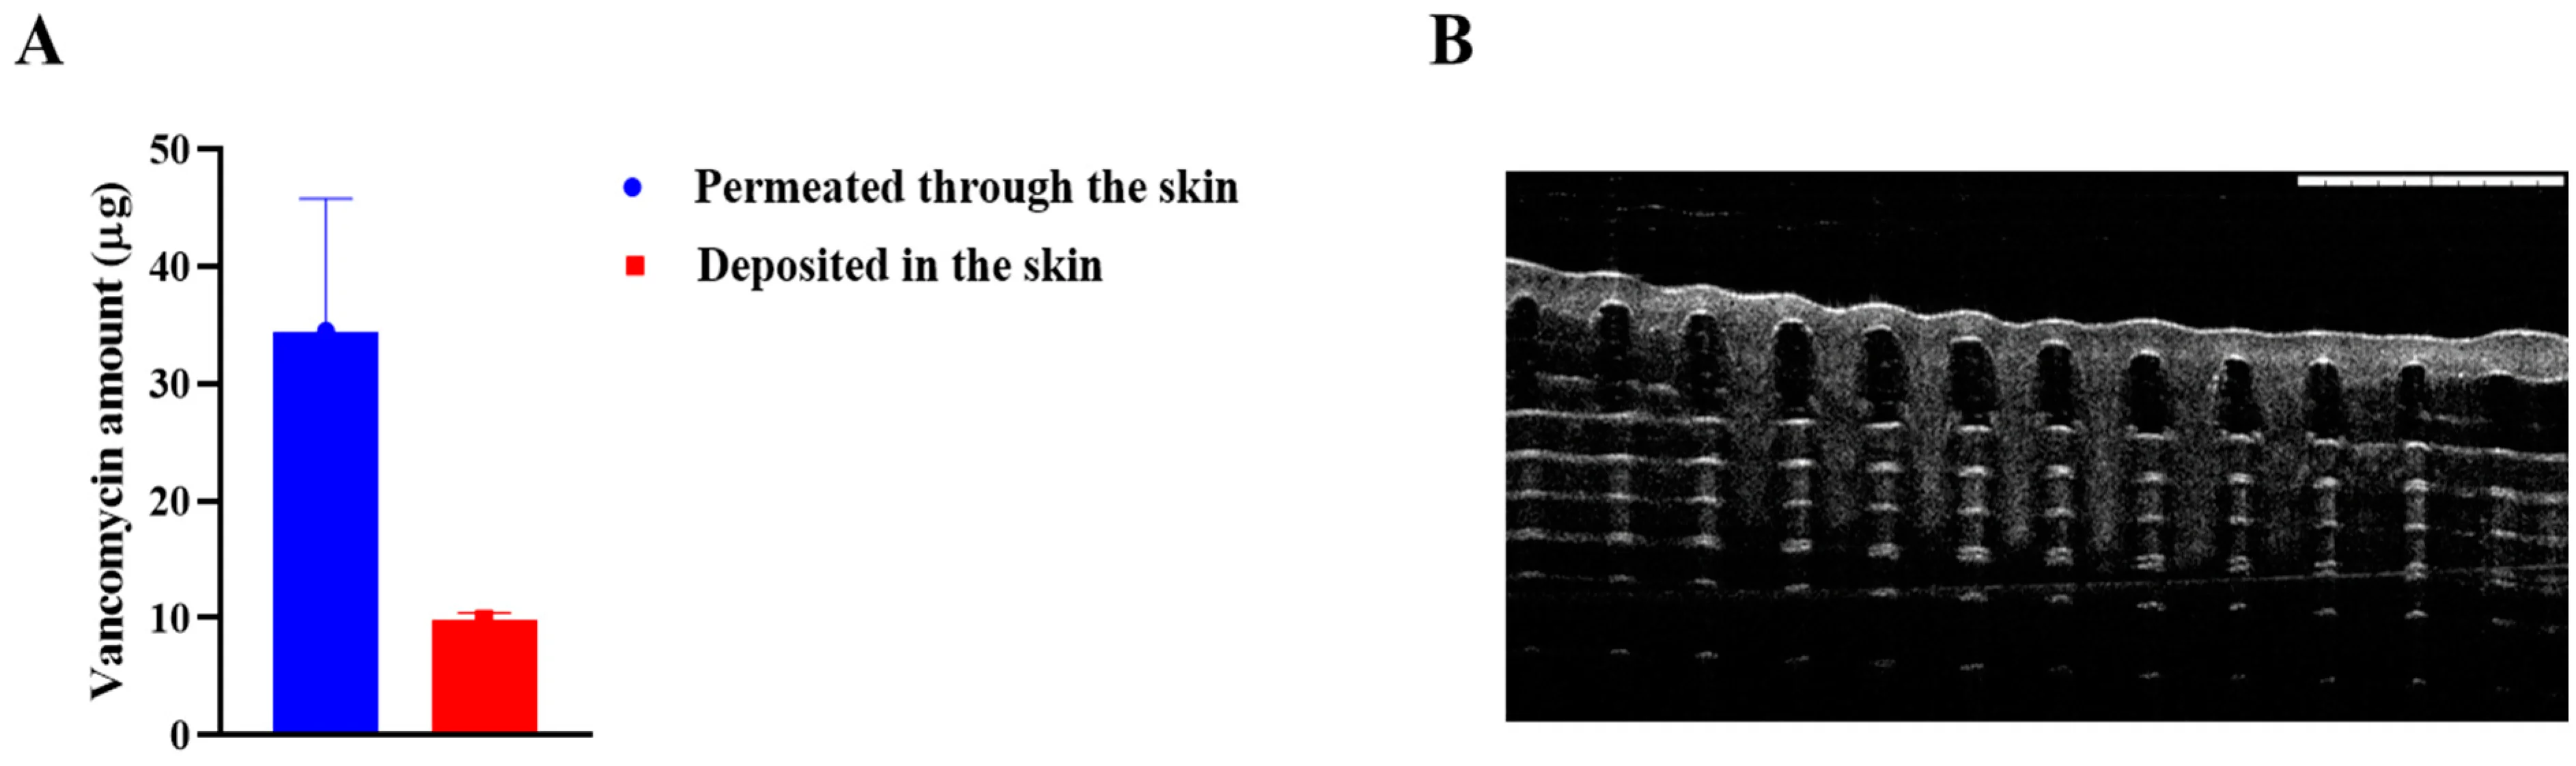 A
B
50
40
30
20
10
0
Vancomycin amount (μg)
Permeated through the skin
Deposited in the skin